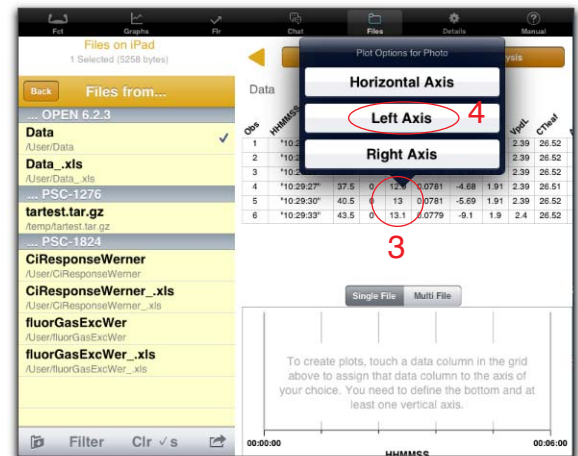 Fct Graphs Flr Chat Files Details Manual
Files on iPad
1 Selected (5258 bytes)
Back Files from...
... OPEN 6.2.3
Data
/User/Data
Data_.xls
/User/Data_.xls
... PSC-1276
tartest.tar.gz
/temp/tartest.tar.gz
... PSC-1824
CiResponseWerner
/User/CiResponseWerner
CiResponseWerner_.xls
/User/CiResponseWerner_.xls
fluorGasExcWer
/User/fluorGasExcWer
fluorGasExcWer_.xls
/User/fluorGasExcWer_.xls
Filter Clr ✓ s
ysis
Plot Options for Photo
Horizontal Axis
Left Axis 4
Right Axis
Data
Obs HHMMSS VpdL CTleaf
1 "10:2 2.39 26.52
2 "10:2 2.39 26.52
3 "10:2 2.39 26.52
4 "10:29:27" 37.5 0 0.0781 -4.68 1.91 2.39 26.51
5 "10:29:30" 40.5 0 13 0.0781 -5.69 1.91 2.39 26.52
6 "10:29:33" 43.5 0 13.1 0.0779 -9.1 1.9 2.4 26.52
3
Single File Multi File
To create plots, touch a data column in the grid
above to assign that data column to the axis of
your choice. You need to define the bottom and at
least one vertical axis.
00:00:00 00:06:00
HHMMSS